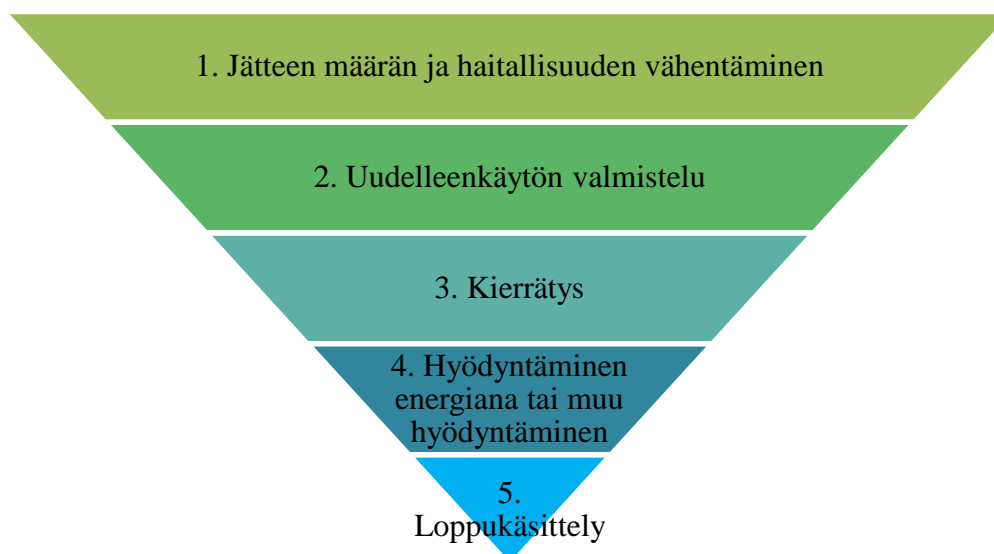 1. Jätteen määrän ja haitallisuuden vähentäminen
2. Uudelleenkäytön valmistelu
3. Kierrätys
4. Hyödyntäminen
energiana tai muu
hyödyntäminen
5.
Loppukäsittely